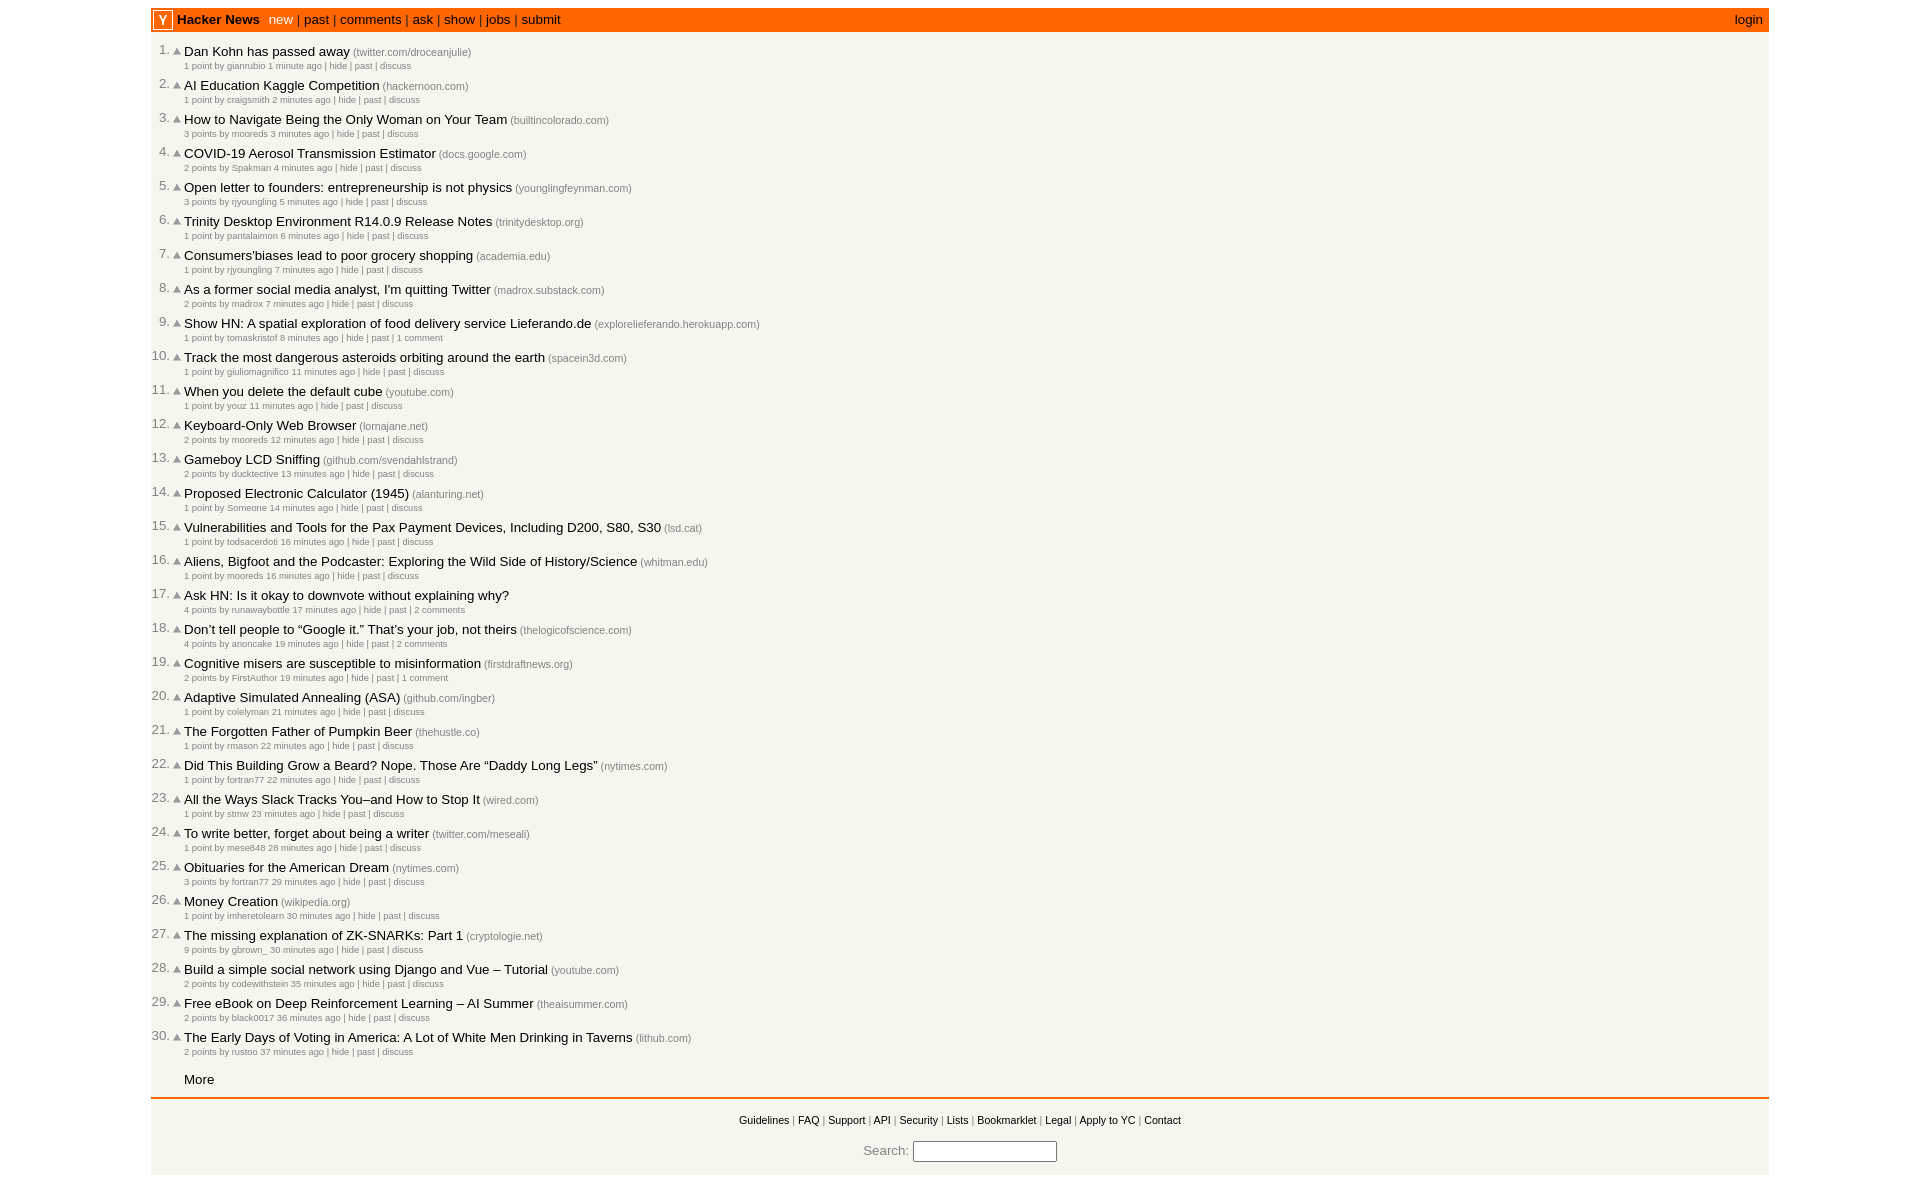 Y Hacker News new | past | comments | ask | show | jobs | submit login
1. Dan Kohn has passed away (twitter.com/droceanjulie)
1 point by gianrubio 1 minute ago | hide | past | discuss
2. AI Education Kaggle Competition (hackernoon.com)
1 point by craigsmith 2 minutes ago | hide | past | discuss
3. How to Navigate Being the Only Woman on Your Team (builtincolorado.com)
3 points by mooreds 3 minutes ago | hide | past | discuss
4. COVID-19 Aerosol Transmission Estimator (docs.google.com)
2 points by Spakman 4 minutes ago | hide | past | discuss
5. Open letter to founders: entrepreneurship is not physics (younglingfeynman.com)
3 points by rjyoungling 5 minutes ago | hide | past | discuss
6. Trinity Desktop Environment R14.0.9 Release Notes (trinitydesktop.org)
1 point by pantalaimon 6 minutes ago | hide | past | discuss
7. Consumers'biases lead to poor grocery shopping (academia.edu)
1 point by rjyoungling 7 minutes ago | hide | past | discuss
8. As a former social media analyst, I'm quitting Twitter (madrox.substack.com)
2 points by madrox 7 minutes ago | hide | past | discuss
9. Show HN: A spatial exploration of food delivery service Lieferando.de (explorelieferando.herokuapp.com)
1 point by tomaskristof 8 minutes ago | hide | past | 1 comment
10. Track the most dangerous asteroids orbiting around the earth (spacein3d.com)
1 point by giuliomagnifico 11 minutes ago | hide | past | discuss
11. When you delete the default cube (youtube.com)
1 point by youz 11 minutes ago | hide | past | discuss
12. Keyboard-Only Web Browser (lornajane.net)
2 points by mooreds 12 minutes ago | hide | past | discuss
13. Gameboy LCD Sniffing (github.com/svendahlstrand)
2 points by ducktective 13 minutes ago | hide | past | discuss
14. Proposed Electronic Calculator (1945) (alanturing.net)
1 point by Someone 14 minutes ago | hide | past | discuss
15. Vulnerabilities and Tools for the Pax Payment Devices, Including D200, S80, S30 (lsd.cat)
1 point by todsacerdoti 16 minutes ago | hide | past | discuss
16. Aliens, Bigfoot and the Podcaster: Exploring the Wild Side of History/Science (whitman.edu)
1 point by mooreds 16 minutes ago | hide | past | discuss
17. Ask HN: Is it okay to downvote without explaining why?
4 points by runawaybottle 17 minutes ago | hide | past | 2 comments
18. Don’t tell people to “Google it.” That’s your job, not theirs (thelogicofscience.com)
4 points by anoncake 19 minutes ago | hide | past | 2 comments
19. Cognitive misers are susceptible to misinformation (firstdraftnews.org)
2 points by FirstAuthor 19 minutes ago | hide | past | 1 comment
20. Adaptive Simulated Annealing (ASA) (github.com/ingber)
1 point by colelyman 21 minutes ago | hide | past | discuss
21. The Forgotten Father of Pumpkin Beer (thehustle.co)
1 point by rmason 22 minutes ago | hide | past | discuss
22. Did This Building Grow a Beard? Nope. Those Are “Daddy Long Legs” (nytimes.com)
1 point by fortran77 22 minutes ago | hide | past | discuss
23. All the Ways Slack Tracks You–and How to Stop It (wired.com)
1 point by stmw 23 minutes ago | hide | past | discuss
24. To write better, forget about being a writer (twitter.com/meseali)
1 point by mese848 28 minutes ago | hide | past | discuss
25. Obituaries for the American Dream (nytimes.com)
3 points by fortran77 29 minutes ago | hide | past | discuss
26. Money Creation (wikipedia.org)
1 point by imheretolearn 30 minutes ago | hide | past | discuss
27. The missing explanation of ZK-SNARKs: Part 1 (cryptologie.net)
9 points by gbrown_ 30 minutes ago | hide | past | discuss
28. Build a simple social network using Django and Vue – Tutorial (youtube.com)
2 points by codewithstein 35 minutes ago | hide | past | discuss
29. Free eBook on Deep Reinforcement Learning – AI Summer (theaisummer.com)
2 points by black0017 36 minutes ago | hide | past | discuss
30. The Early Days of Voting in America: A Lot of White Men Drinking in Taverns (lithub.com)
2 points by rustoo 37 minutes ago | hide | past | discuss
More
Guidelines | FAQ | Support | API | Security | Lists | Bookmarklet | Legal | Apply to YC | Contact
Search: